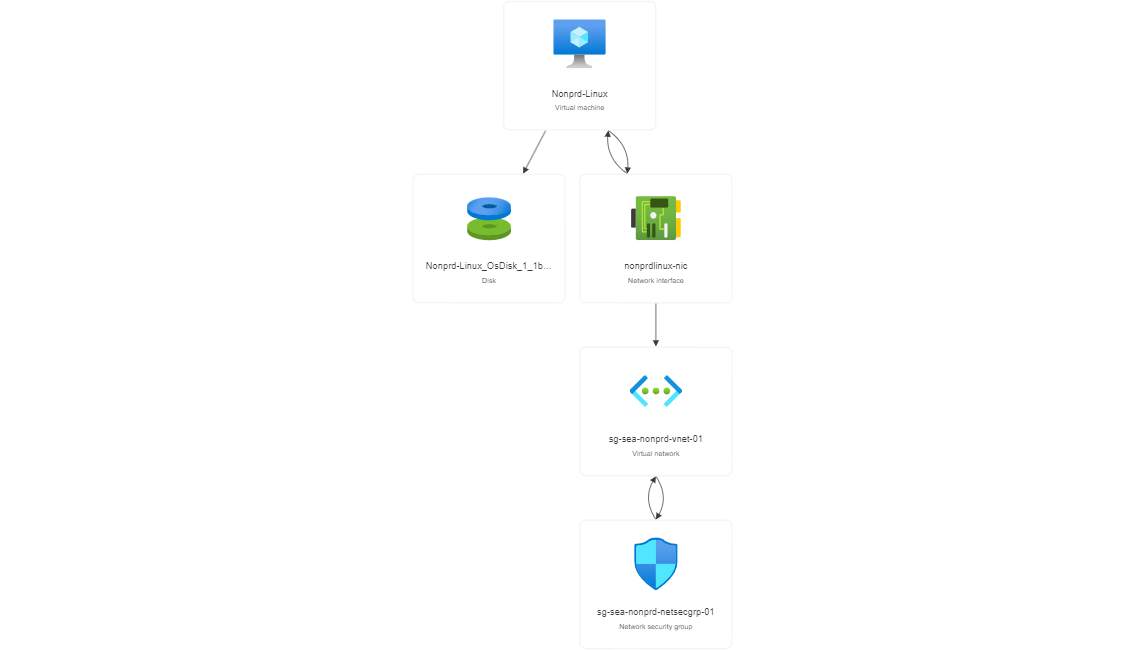 Nonprd-Linux
Virtual machine
Nonprd-Linux_OsDisk_1_1b...
Disk
nonprdlinux-nic
Network interface
sg-sea-nonprd-vnet-01
Virtual network
sg-sea-nonprd-netsecgrp-01
Network security group